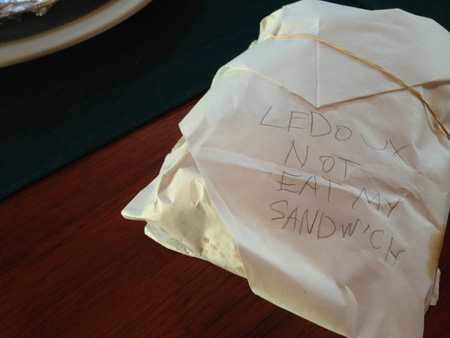 LEDOUX
NOT
EAT MY
SANDWICH